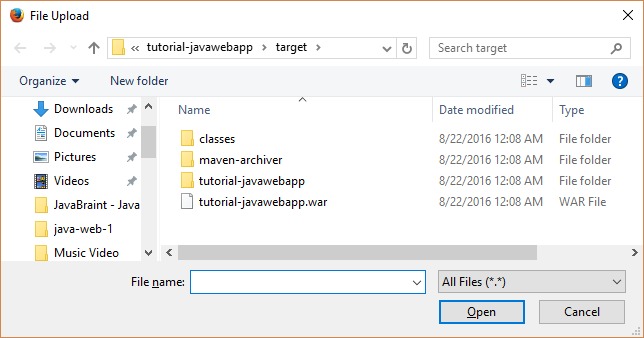 File Upload
« tutorial-javawebapp > target >
Search target
Organize New folder
?
Name Date modified Type
Downloads
Documents
Pictures
Videos
JavaBraint - Java
java-web-1
Music Video
classes 8/22/2016 12:08 AM File folder
maven-archiver 8/22/2016 12:08 AM File folder
tutorial-javawebapp 8/22/2016 12:08 AM File folder
tutorial-javawebapp.war 8/22/2016 12:08 AM WAR File
File name:
All Files (*.*)
Open Cancel